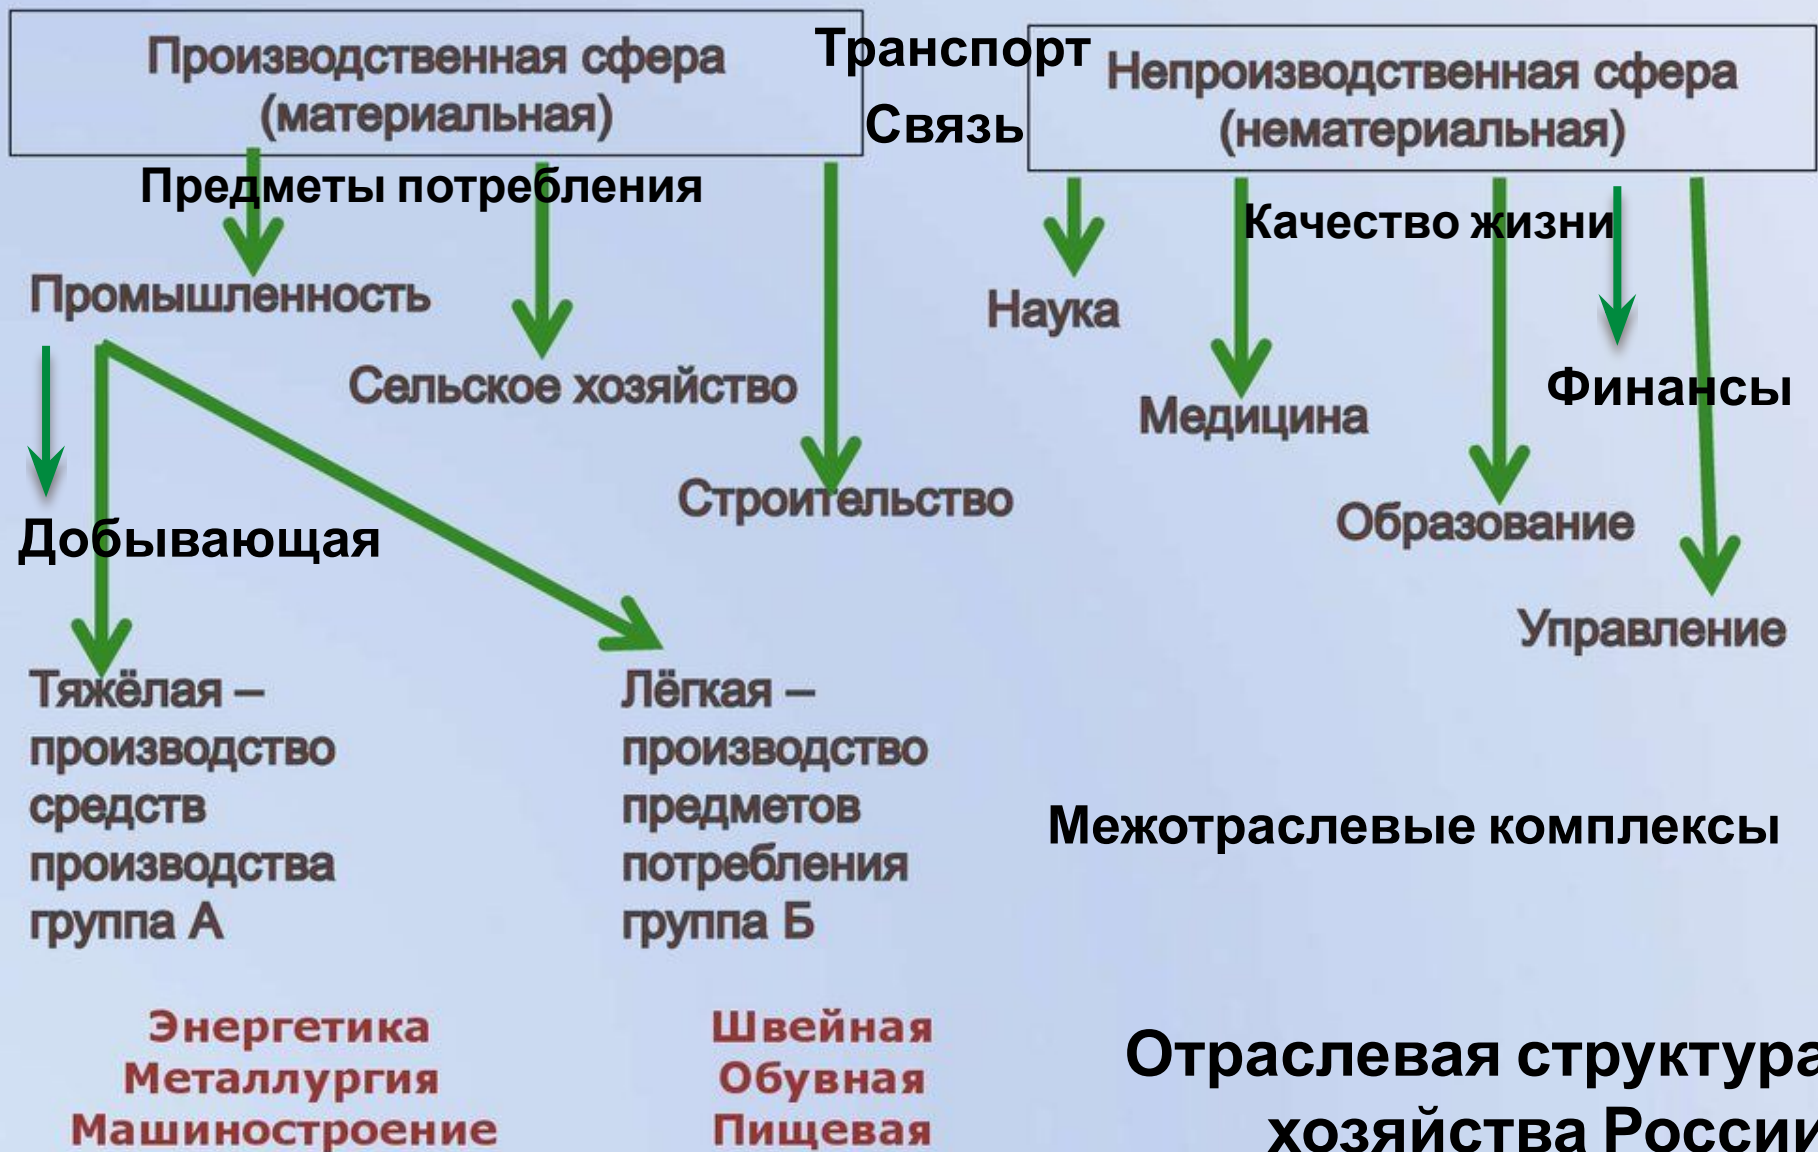 Производственная сфера
(материальная)
Транспорт
Связь
Непроизводственная сфера
(нематериальная)
Предметы потребления
Качество жизни
Промышленность
Наука
Сельское хозяйство
Финансы
Медицина
Строительство
Образование
Добывающая
Управление
Тяжёлая –
производство
средств
производства
группа А
Лёгкая –
производство
предметов
потребления
группа Б
Межотраслевые комплексы
Энергетика
Металлургия
Машиностроение
Швейная
Обувная
Пищевая
Отраслевая структура
хозяйства России